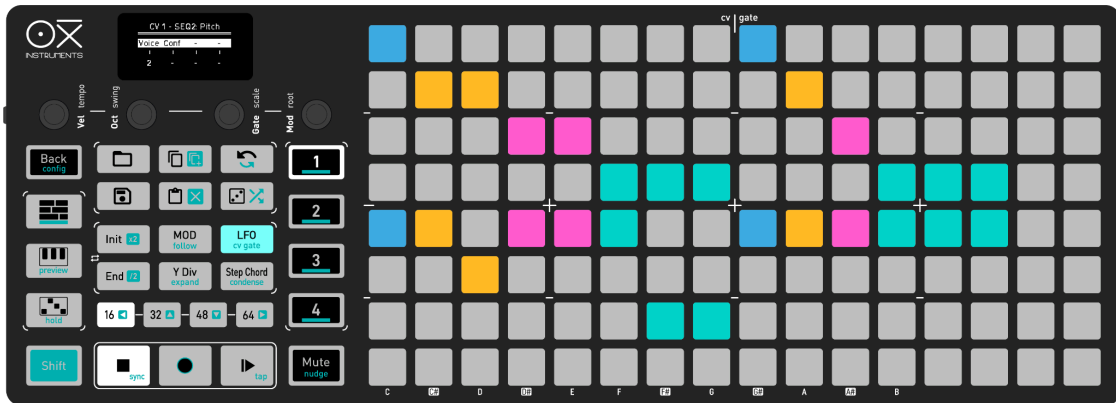 OX
INSTRUMENTS
CV 1 - SEQ2: Pitch
Voice Conf - -
2 - - -
cv | gate
Vel tempo
Oct swing
Gate scale
Mod root
Back
config
1
2
Init x2
MOD
follow
LFO
cv gate
preview
3
End /2
Y Div
expand
Step Chord
condense
hold
16 32 48 64
4
Shift
sync
tap
Mute
nudge
C C# D D# E F F# G G# A A# B